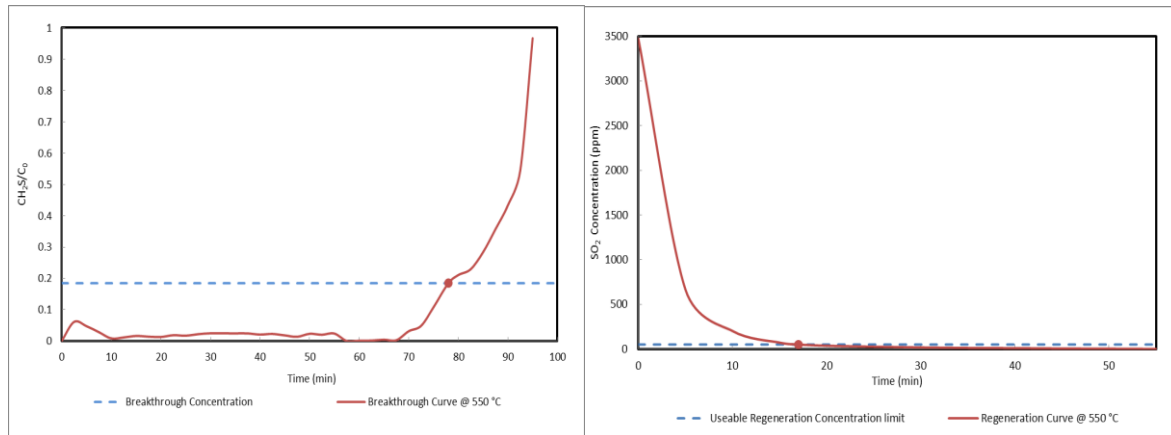 1
0.9
0.8
0.7
0.6
0.5
0.4
0.3
0.2
0.1
0
CH₂S/C₀
0 10 20 30 40 50 60 70 80 90 100
Time (min)
Breakthrough Concentration Breakthrough Curve @ 550 °C
3500
3000
2500
2000
1500
1000
500
0
SO₂ Concentration (ppm)
0 10 20 30 40 50
Time (min)
Useable Regeneration Concentration limit Regeneration Curve @ 550 °C